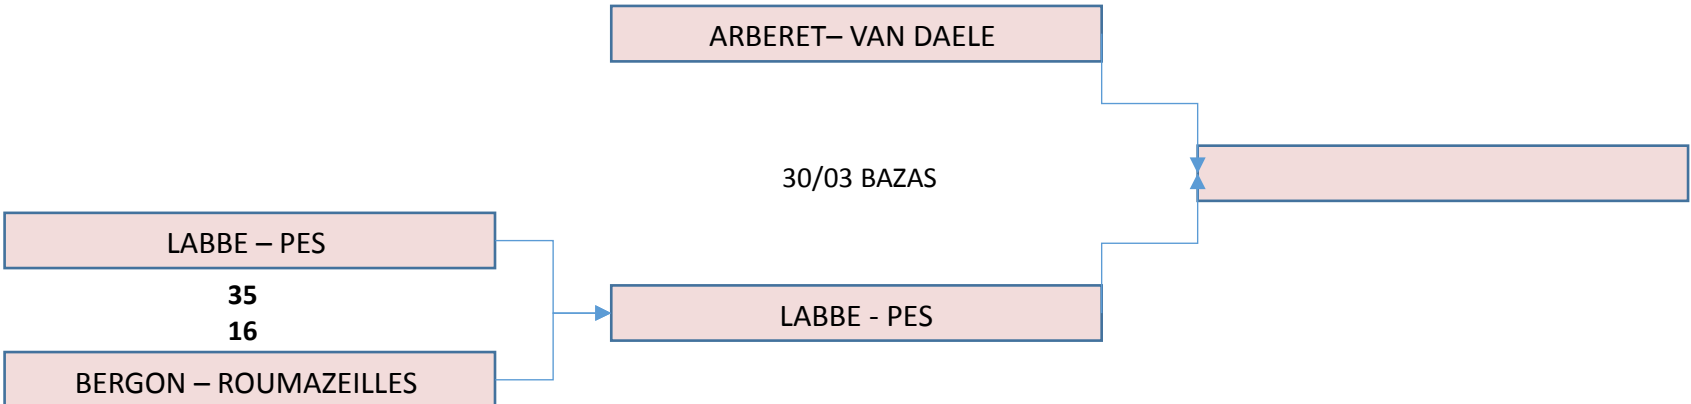 ARBERET– VAN DAELE
30/03 BAZAS
LABBE – PES
35
16
LABBE - PES
BERGON – ROUMAZEILLES